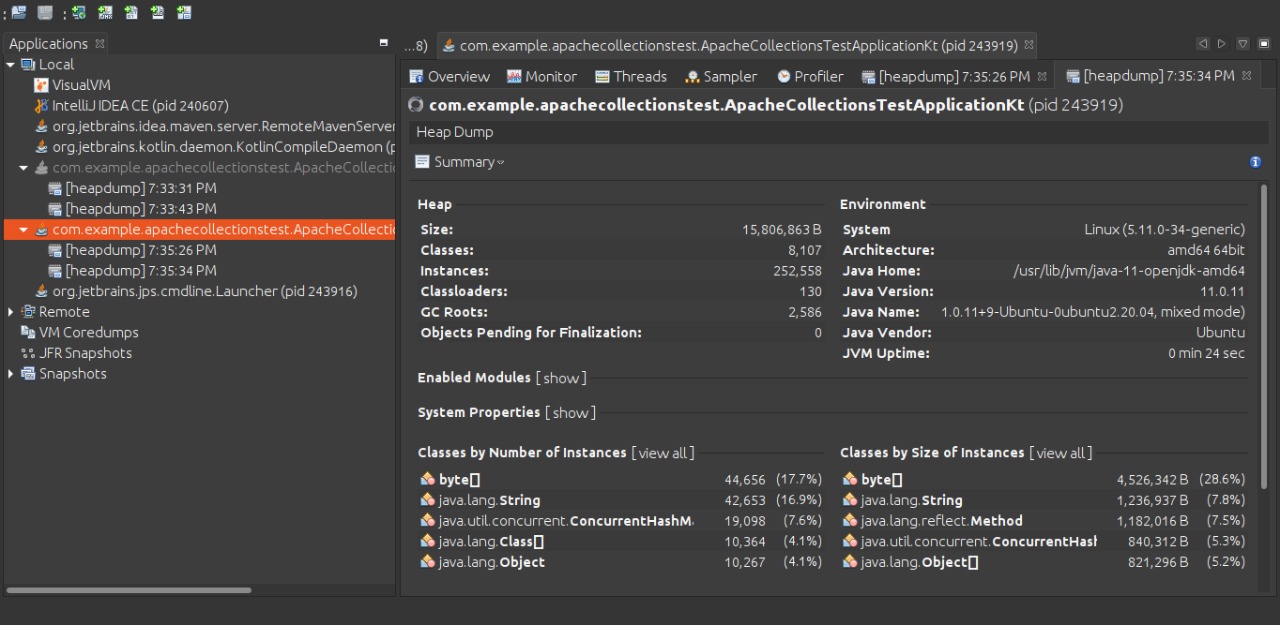 Applications
Local
VisualVM
IntelliJ IDEA CE (pid 240607)
org.jetbrains.idea.maven.server.RemoteMavenServer
org.jetbrains.kotlin.daemon.KotlinCompileDaemon (p
com.example.apachecollectionstest.ApacheCollectio
[heapdump] 7:33:31 PM
[heapdump] 7:33:43 PM
com.example.apachecollectionstest.ApacheCollectio
[heapdump] 7:35:26 PM
[heapdump] 7:35:34 PM
org.jetbrains.jps.cmdline.Launcher (pid 243916)
Remote
VM Coredumps
JFR Snapshots
Snapshots
...8) com.example.apachecollectionstest.ApacheCollectionsTestApplicationKt (pid 243919)
Overview Monitor Threads Sampler Profiler [heapdump] 7:35:26 PM [heapdump] 7:35:34 PM
com.example.apachecollectionstest.ApacheCollectionsTestApplicationKt (pid 243919)
Heap Dump
Summary
Heap
Size: 15,806,863 B
Classes: 8,107
Instances: 252,558
Classloaders: 130
GC Roots: 2,586
Objects Pending for Finalization: 0
Environment
System Linux (5.11.0-34-generic)
Architecture: amd64 64bit
Java Home: /usr/lib/jvm/java-11-openjdk-amd64
Java Version: 11.0.11
Java Name: 1.0.11+9-Ubuntu-0ubuntu2.20.04, mixed mode)
Java Vendor: Ubuntu
JVM Uptime: 0 min 24 sec
Enabled Modules [ show ]
System Properties [ show ]
Classes by Number of Instances [ view all ]
byte[] 44,656 (17.7%)
java.lang.String 42,653 (16.9%)
java.util.concurrent.ConcurrentHashMa 19,098 (7.6%)
java.lang.Class[] 10,364 (4.1%)
java.lang.Object 10,267 (4.1%)
Classes by Size of Instances [ view all ]
byte[] 4,526,342 B (28.6%)
java.lang.String 1,236,937 B (7.8%)
java.lang.reflect.Method 1,182,016 B (7.5%)
java.util.concurrent.ConcurrentHash 840,312 B (5.3%)
java.lang.Object[] 821,296 B (5.2%)